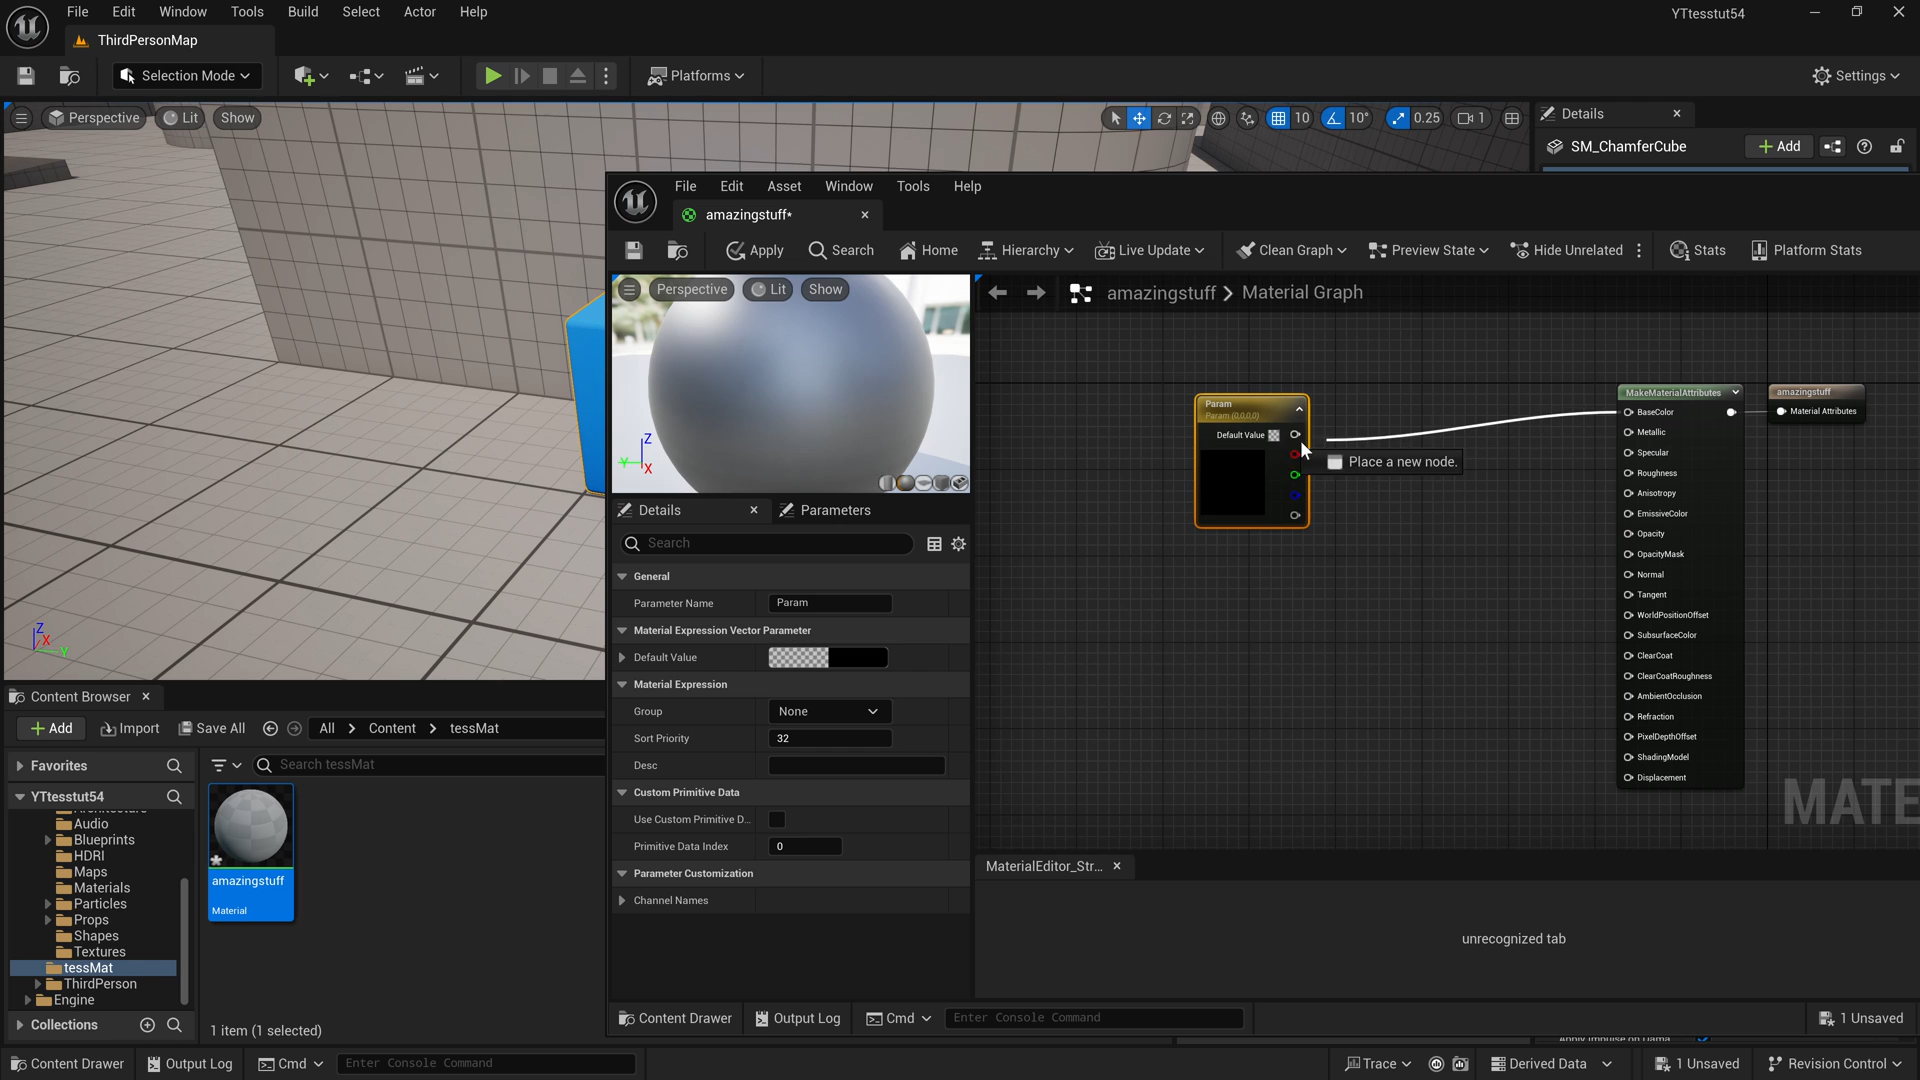 File Edit Window Tools Build Select Actor Help
YTtesstut54
ThirdPersonMap
Selection Mode
Platforms
Settings
Perspective Lit Show
10 10° 0.25 1
Details
SM_ChamferCube
Add
File Edit Asset Window Tools Help
amazingstuff*
Apply Search Home Hierarchy Live Update Clean Graph Preview State Hide Unrelated Stats Platform Stats
Perspective Lit Show
amazingstuff > Material Graph
Z
Y
X
Param
Param (0,0,0,0)
Default Value
Place a new node.
MakeMaterialAttributes
BaseColor
Metallic
Specular
Roughness
Anisotropy
EmissiveColor
Opacity
OpacityMask
Normal
Tangent
WorldPositionOffset
SubsurfaceColor
ClearCoat
ClearCoatRoughness
AmbientOcclusion
Refraction
PixelDepthOffset
ShadingModel
Displacement
amazingstuff
Material Attributes
MATE
Details
Parameters
Search
General
Parameter Name Param
Material Expression Vector Parameter
Default Value
Material Expression
Group None
Sort Priority 32
Desc
Custom Primitive Data
Use Custom Primitive D...
Primitive Data Index 0
Parameter Customization
Channel Names
MaterialEditor_Str...
unrecognized tab
Content Drawer Output Log Cmd Enter Console Command
1 Unsaved
Z
X
Y
Content Browser
Add Import Save All All > Content > tessMat
Favorites
Search tessMat
YTtesstut54
Audio
Blueprints
HDRI
Maps
Materials
Particles
Props
Shapes
Textures
tessMat
ThirdPerson
Engine
Collections
amazingstuff
Material
1 item (1 selected)
Content Drawer Output Log Cmd Enter Console Command
Trace Derived Data 1 Unsaved Revision Control